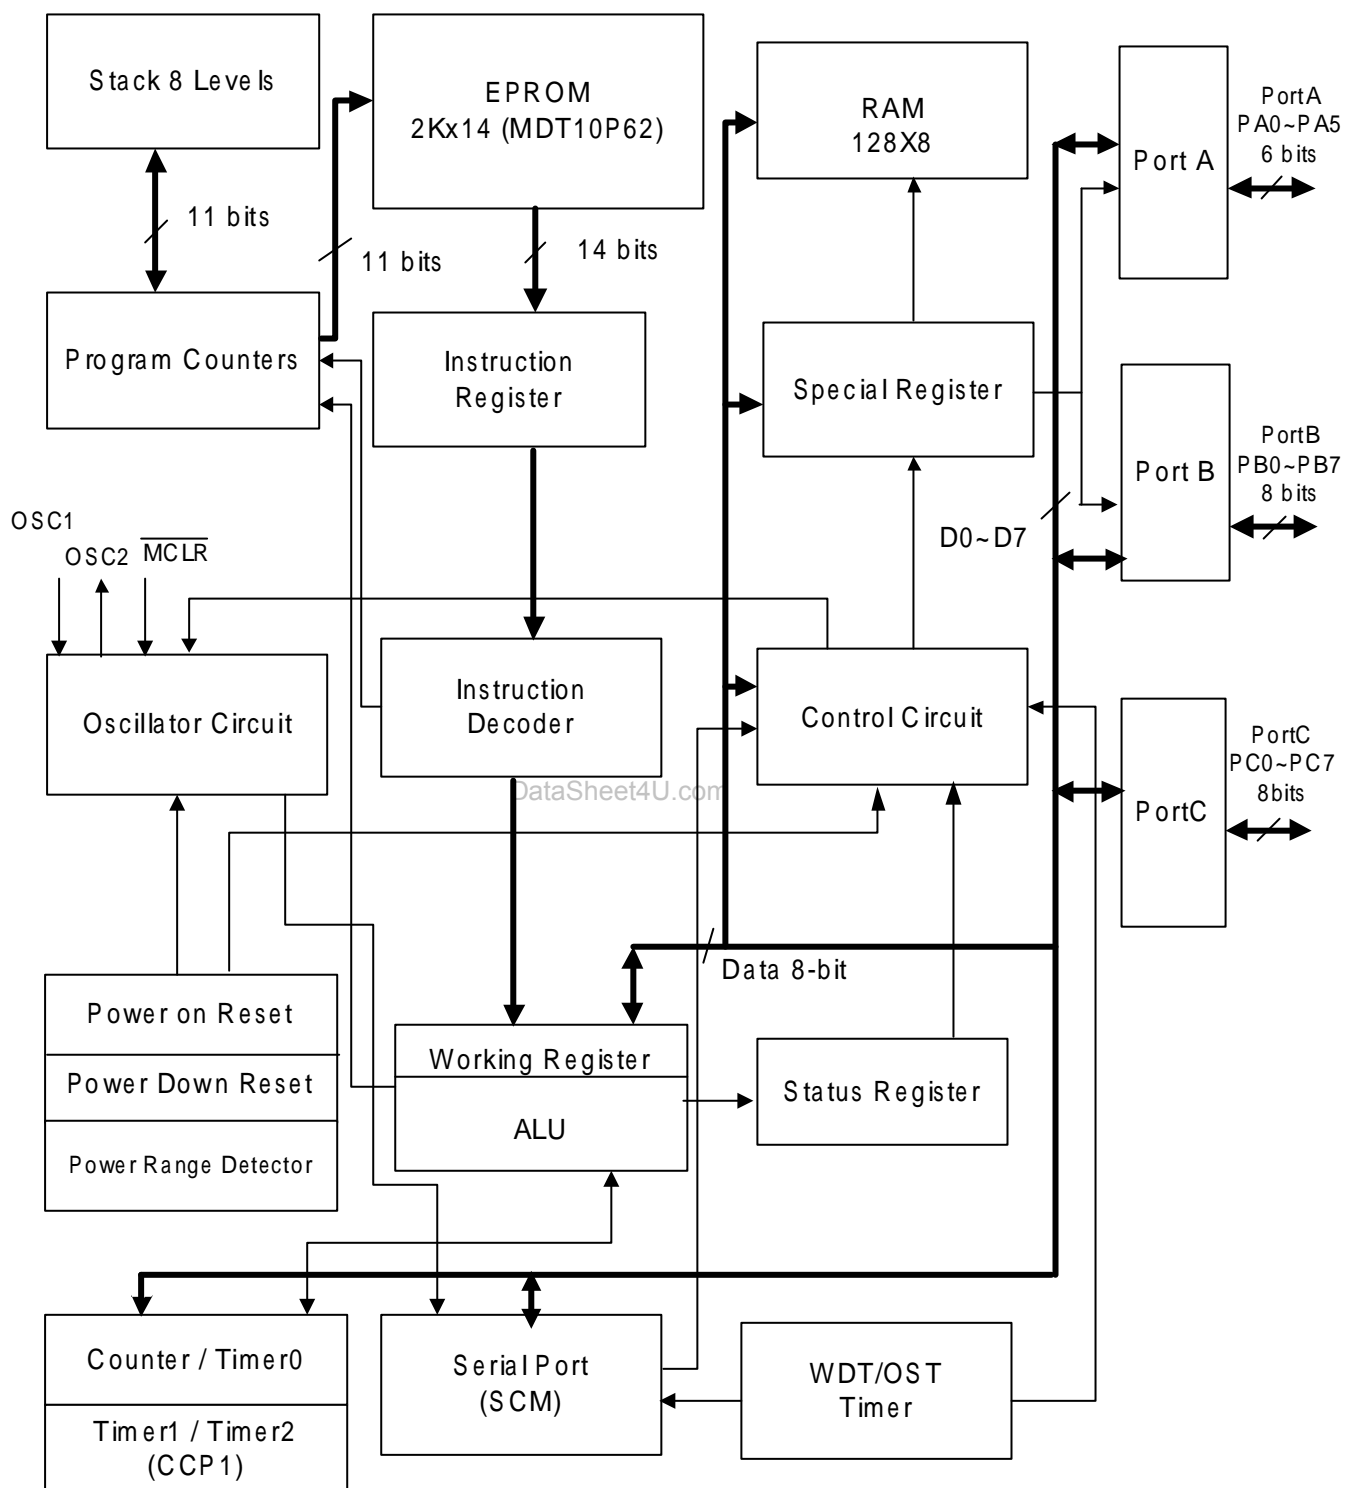 Stack 8 Levels
EPROM
2Kx14 (MDT10P62)
RAM
128X8
Port A
PortA
PA0~PA5
6 bits
11 bits
11 bits
14 bits
Program Counters
Instruction
Register
Special Register
Port B
PortB
PB0~PB7
8 bits
D0~D7
OSC1
OSC2
MCLR
Oscillator Circuit
Instruction
Decoder
Control Circuit
PortC
PortC
PC0~PC7
8bits
DataSheet4U.com
Data 8-bit
Power on Reset
Power Down Reset
Power Range Detector
Working Register
ALU
Status Register
Counter / Timer0
Timer1 / Timer2
(CCP1)
Serial Port
(SCM)
WDT/OST
Timer